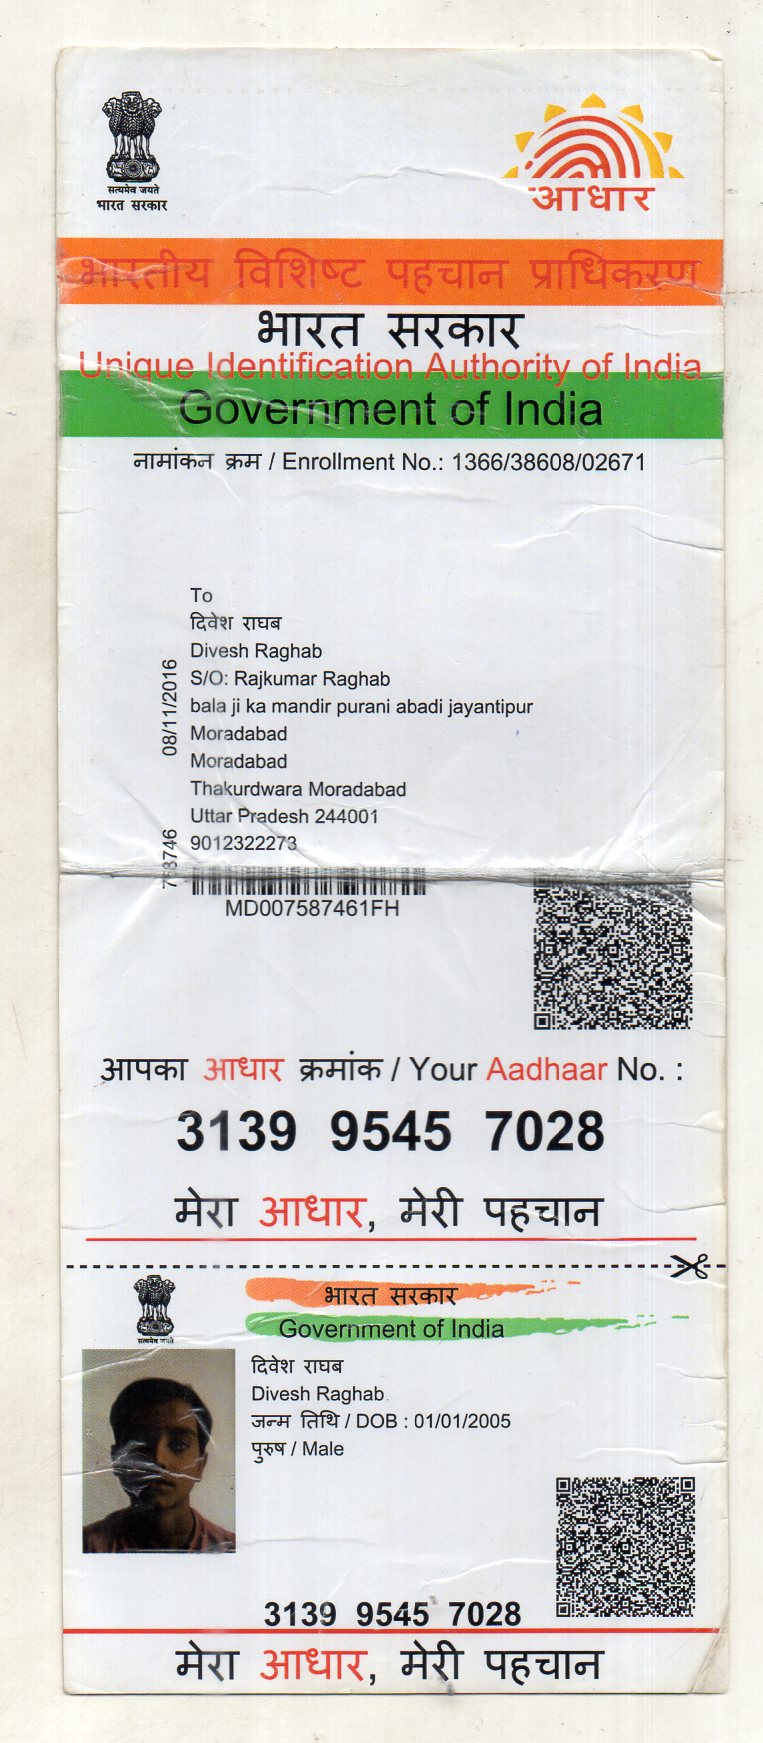 सत्यमेव जयते
भारत सरकार
आधार
भारतीय विशिष्ट पहचान प्राधिकरण
भारत सरकार
Unique Identification Authority of India
Government of India
नामांकन क्रम / Enrollment No.: 1366/38608/02671
To
दिवेश राघब
Divesh Raghab
S/O: Rajkumar Raghab
bala ji ka mandir purani abadi jayantipur
Moradabad
Moradabad
Thakurdwara Moradabad
Uttar Pradesh 244001
9012322273
08/11/2016
MD007587461FH
आपका आधार क्रमांक / Your Aadhaar No. :
3139 9545 7028
मेरा आधार, मेरी पहचान
सत्यमेव जयते
भारत सरकार
Government of India
दिवेश राघब
Divesh Raghab
जन्म तिथि / DOB : 01/01/2005
पुरुष / Male
3139 9545 7028
मेरा आधार, मेरी पहचान